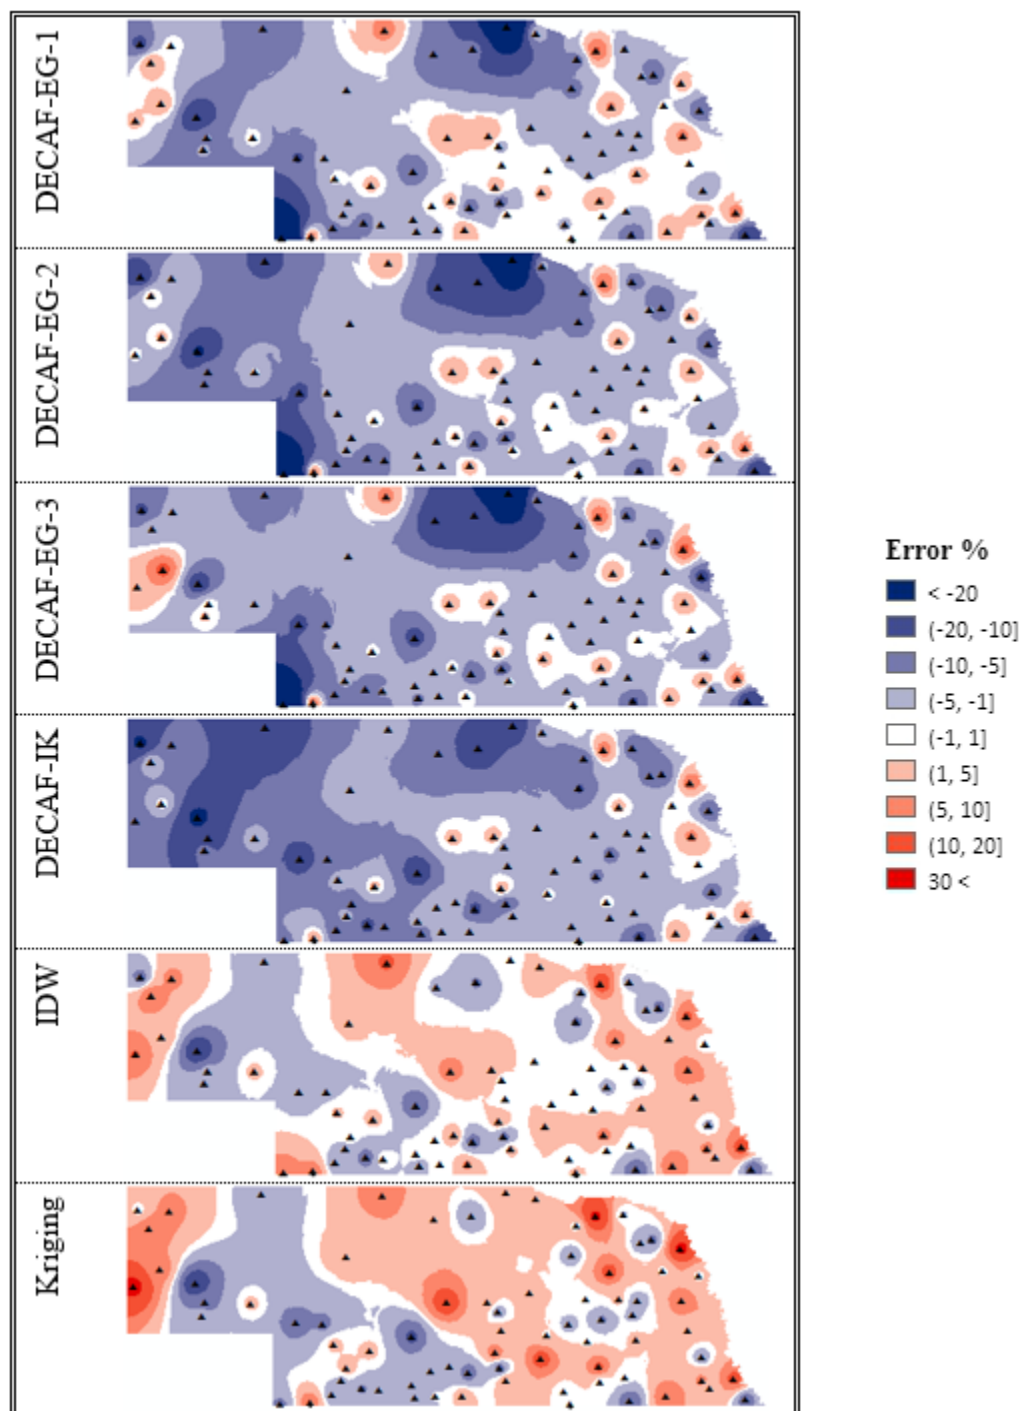 DECAF-EG-1
DECAF-EG-2
DECAF-EG-3
DECAF-IK
IDW
Kriging
Error %
< -20
(-20, -10]
(-10, -5]
(-5, -1]
(-1, 1]
(1, 5]
(5, 10]
(10, 20]
30 <